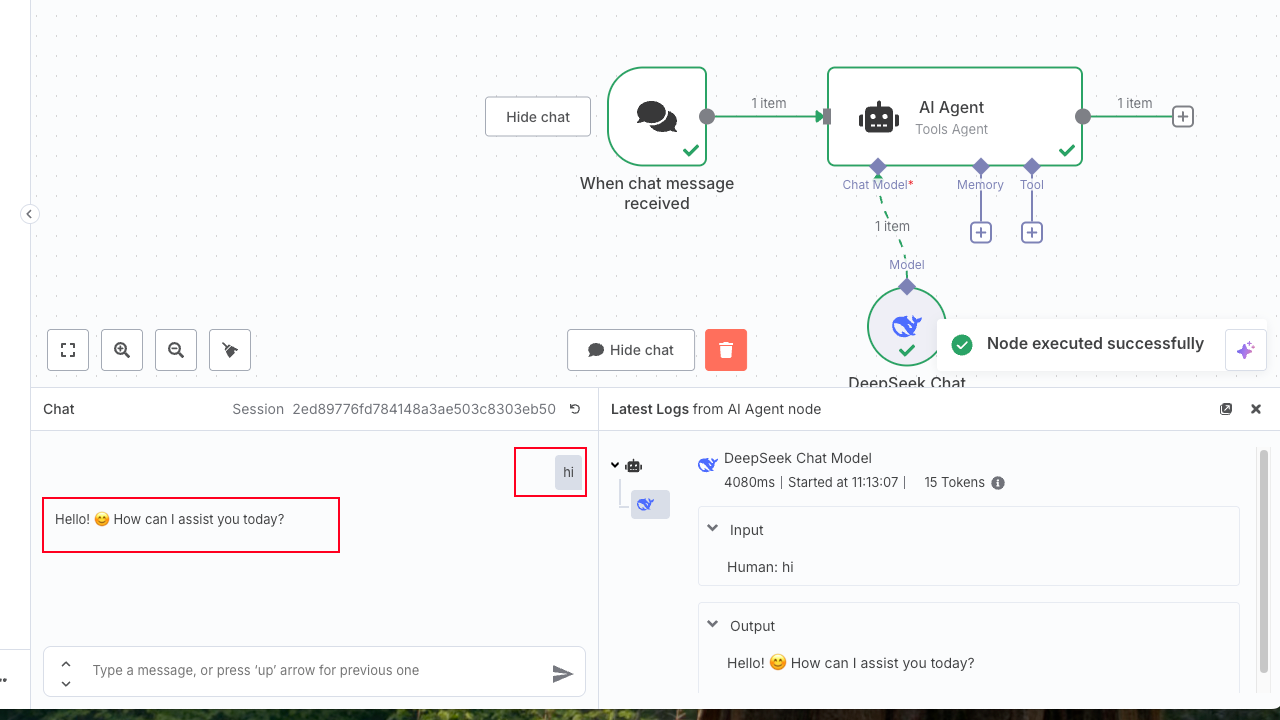 Hide chat
1 item
AI Agent
Tools Agent
1 item
When chat message
received
Chat Model*
Memory
Tool
1 item
Model
DeepSeek Chat
Hide chat
Node executed successfully
Chat
Session 2ed89776fd784148a3ae503c8303eb50
Latest Logs from AI Agent node
hi
Hello! 😊 How can I assist you today?
Type a message, or press ‘up’ arrow for previous one
DeepSeek Chat Model
4080ms | Started at 11:13:07 | 15 Tokens
Input
Human: hi
Output
Hello! 😊 How can I assist you today?